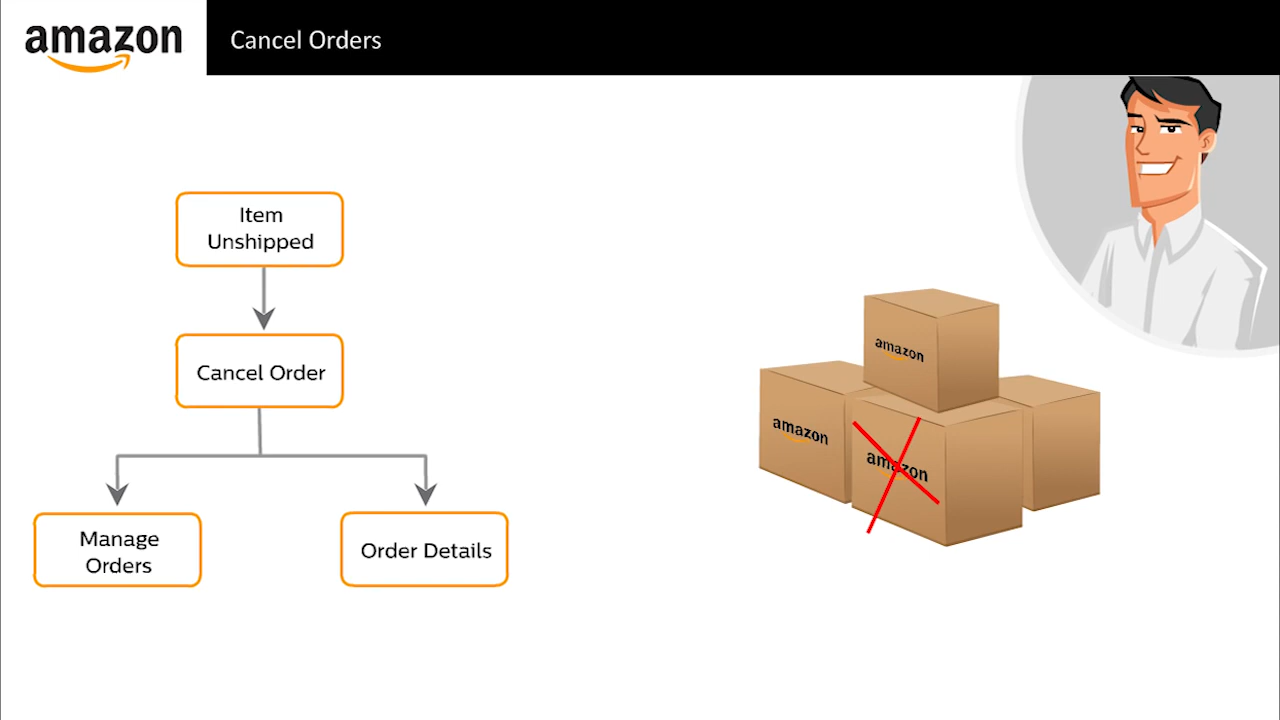 amazon
Cancel Orders
Item
Unshipped
Cancel Order
Manage
Orders
Order Details
amazon
amazon
amazon